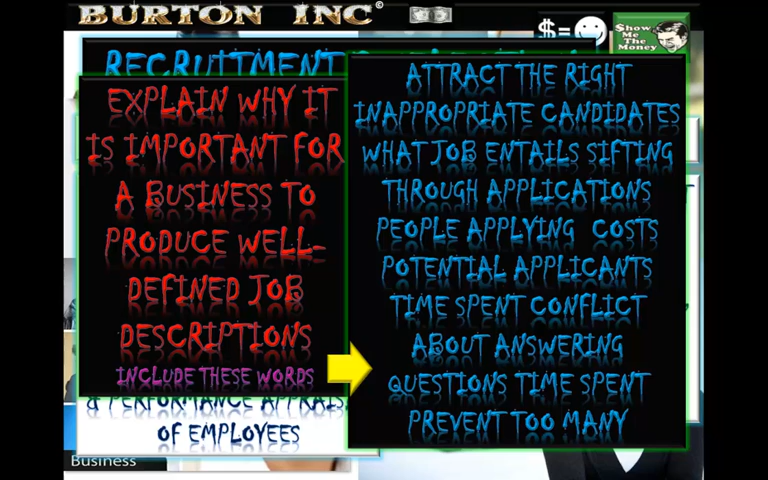 BURTON INC©
$=
Show
Me The
Money
RECRUITMENT
EXPLAIN WHY IT
IS IMPORTANT FOR
A BUSINESS TO
PRODUCE WELL-
DEFINED JOB
DESCRIPTIONS
INCLUDE THESE WORDS
ATTRACT THE RIGHT
INAPPROPRIATE CANDIDATES
WHAT JOB ENTAILS SIFTING
THROUGH APPLICATIONS
PEOPLE APPLYING COSTS
POTENTIAL APPLICANTS
TIME SPENT CONFLICT
ABOUT ANSWERING
QUESTIONS TIME SPENT
PREVENT TOO MANY
& PERFORMANCE APPRAIS
OF EMPLOYEES
Business